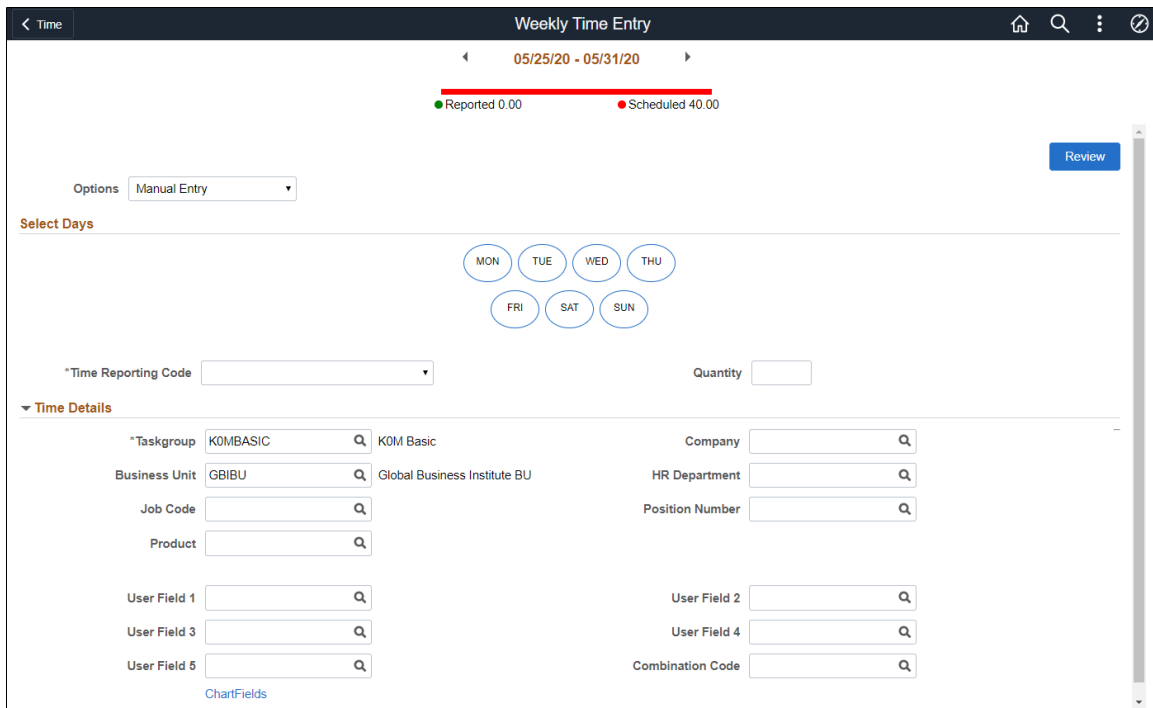 Time Weekly Time Entry
05/25/20 - 05/31/20
Reported 0.00 Scheduled 40.00
Review
Options Manual Entry
Select Days
MON TUE WED THU
FRI SAT SUN
*Time Reporting Code Quantity
Time Details
*Taskgroup K0MBASIC K0M Basic Company
Business Unit GBIBU Global Business Institute BU HR Department
Job Code Position Number
Product
User Field 1 User Field 2
User Field 3 User Field 4
User Field 5 Combination Code
ChartFields